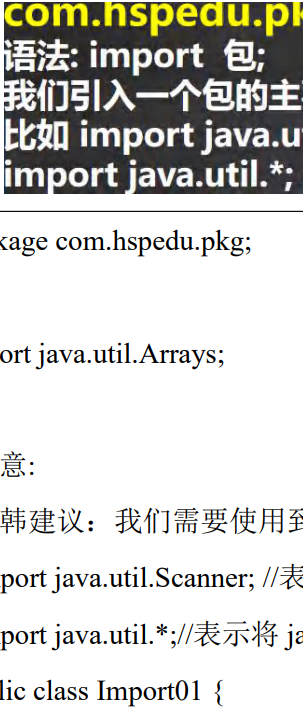 com.hspedu.pk
语法: import 包;
我们引入一个包的主
比如 import java.u
import java.util.*;
kage com.hspedu.pkg;
ort java.util.Arrays;
意:
韩建议：我们需要使用到
port java.util.Scanner; //表
port java.util.*;//表示将 ja
lic class Import01 {